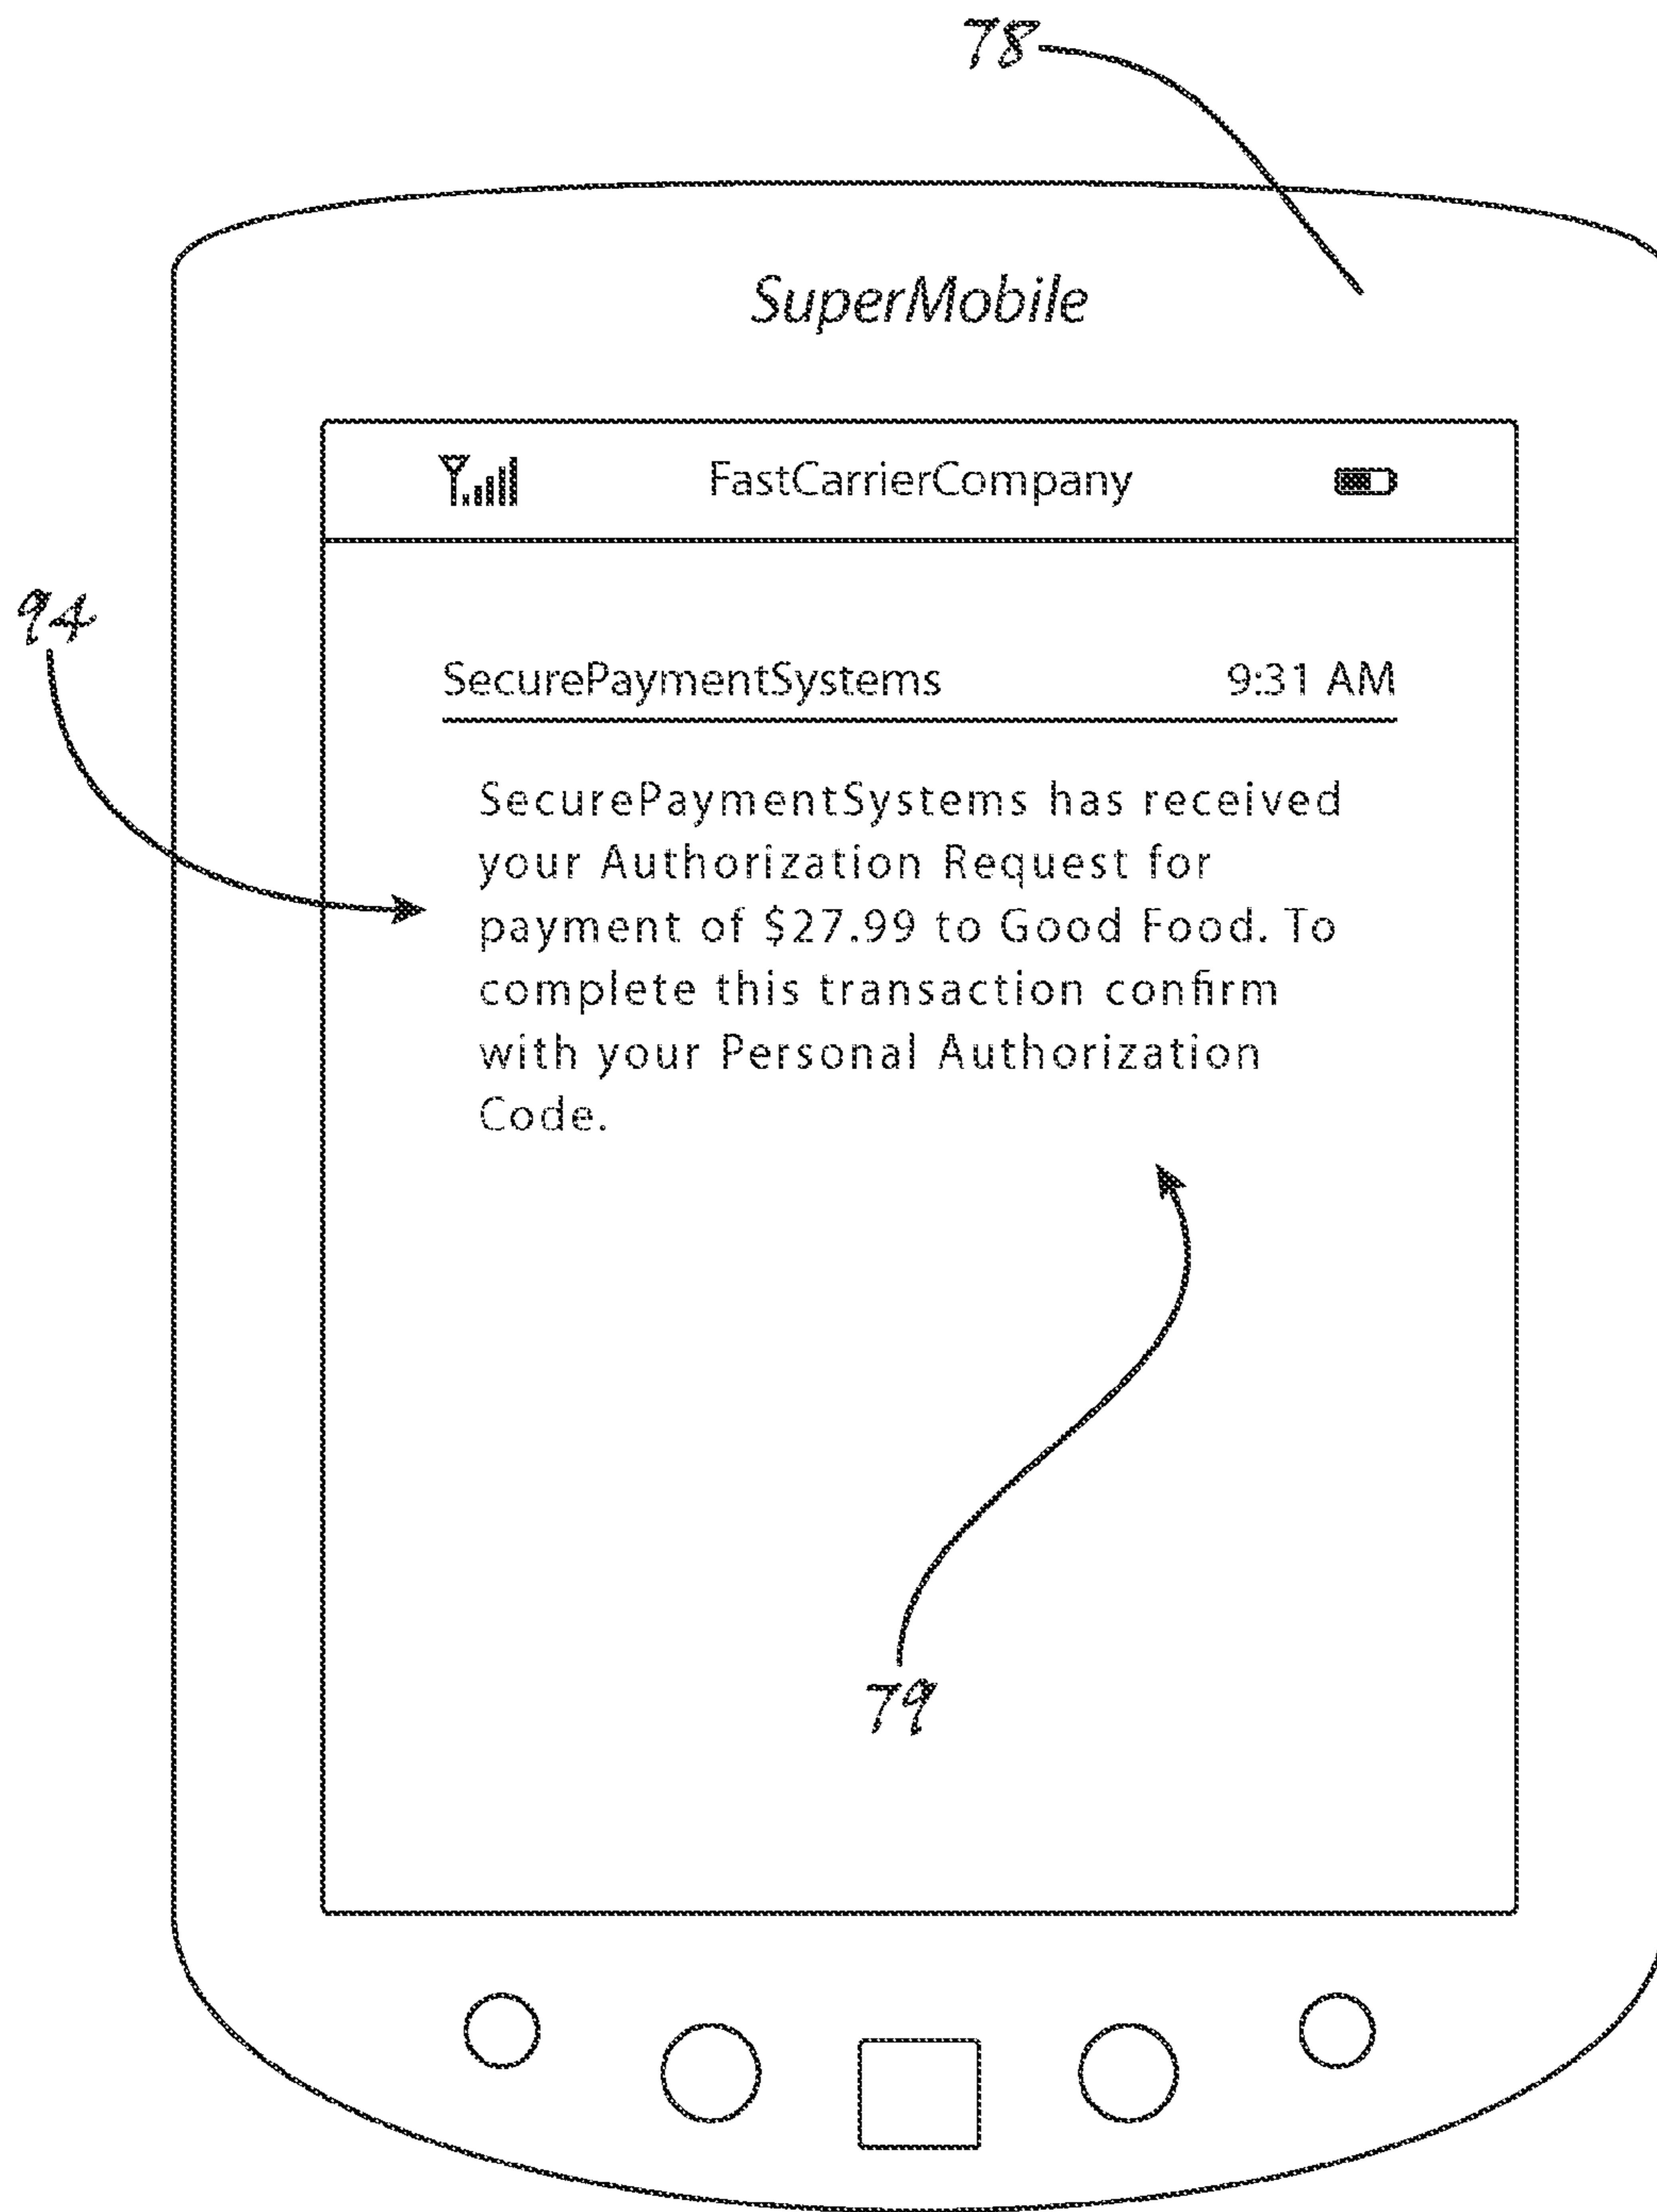 78
SuperMobile
FastCarrierCompany
94
SecurePaymentSystems 9:31 AM
SecurePaymentSystems has received
your Authorization Request for
payment of $27.99 to Good Food. To
complete this transaction confirm
with your Personal Authorization
Code.
79